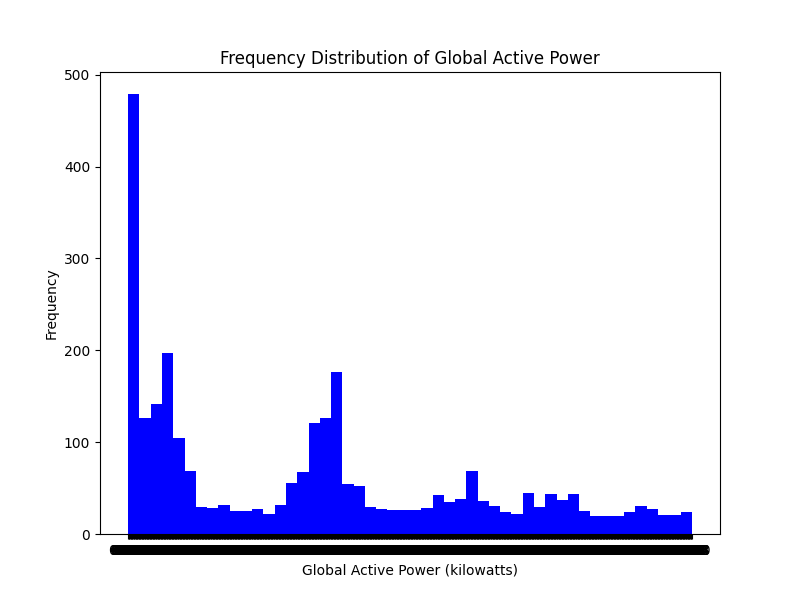 Frequency Distribution of Global Active Power
500
400
300
200
100
0
Frequency
Global Active Power (kilowatts)